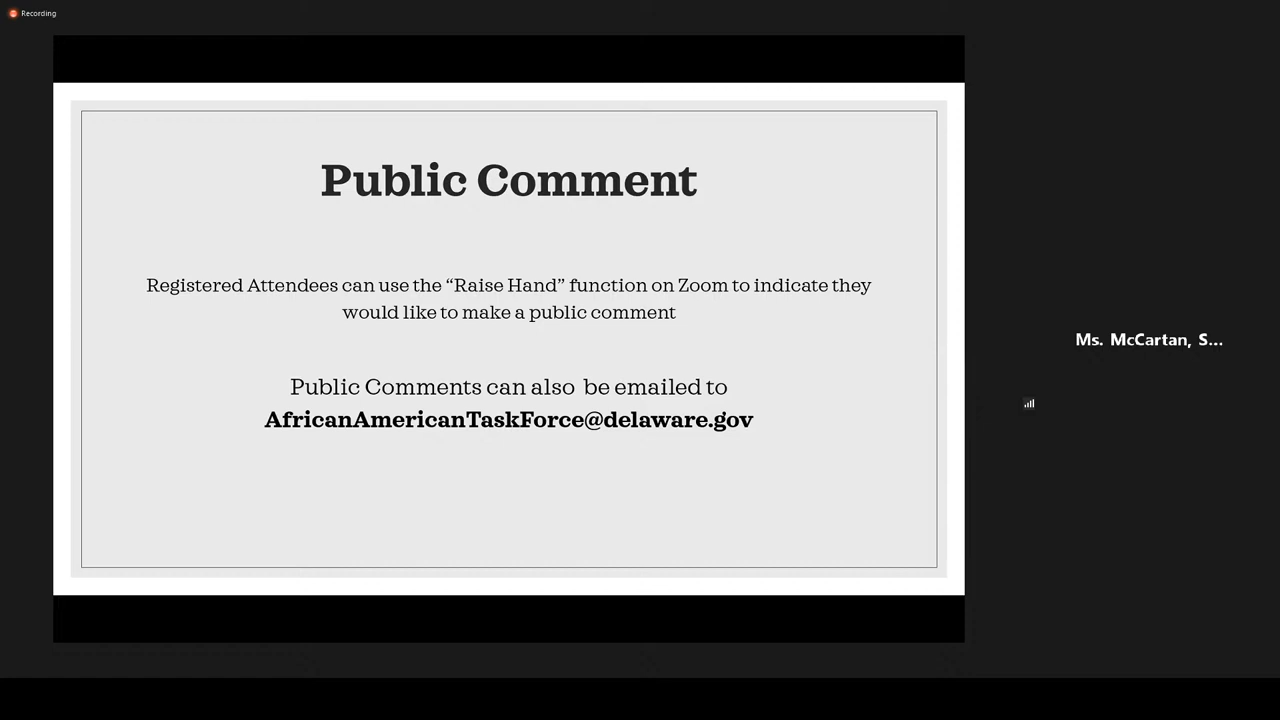 Recording
Public Comment
Registered Attendees can use the “Raise Hand” function on Zoom to indicate they
would like to make a public comment
Public Comments can also be emailed to
AfricanAmericanTaskForce@delaware.gov
Ms. McCartan, S...